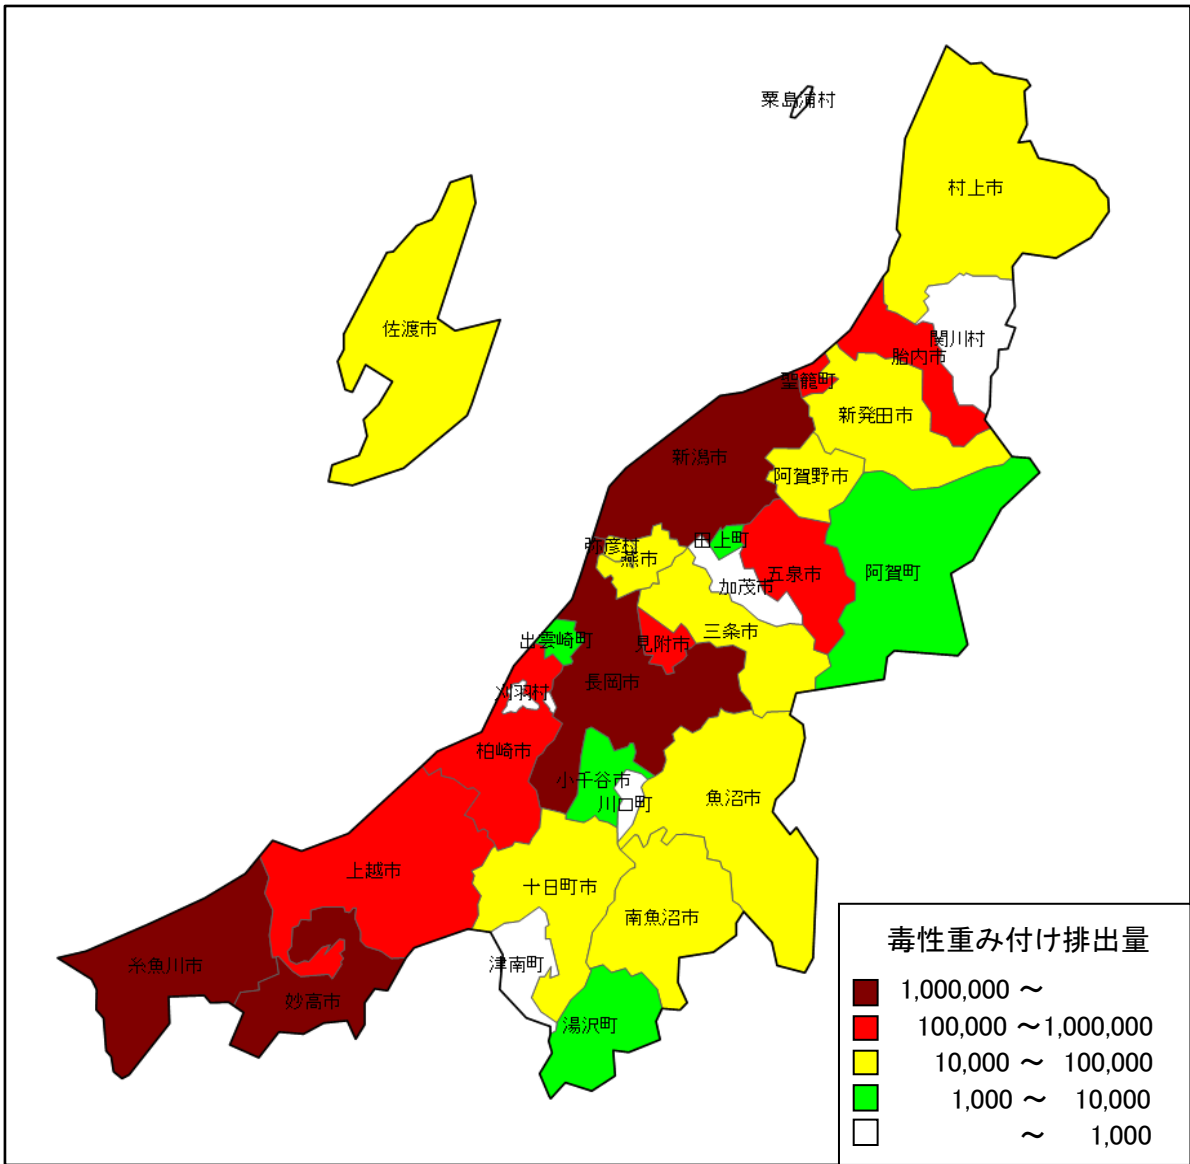 粟島浦村
村上市
佐渡市
関川村
胎内市
聖籠町
新発田市
新潟市
阿賀野市
田上町
弥彦村
燕市
加茂市
五泉市
阿賀町
出雲崎町
見附市
三条市
長岡市
刈羽村
柏崎市
小千谷市
川口町
魚沼市
上越市
十日町市
南魚沼市
糸魚川市
津南町
妙高市
湯沢町
毒性重み付け排出量
1,000,000 ~
100,000 ~1,000,000
10,000 ~ 100,000
1,000 ~ 10,000
~ 1,000